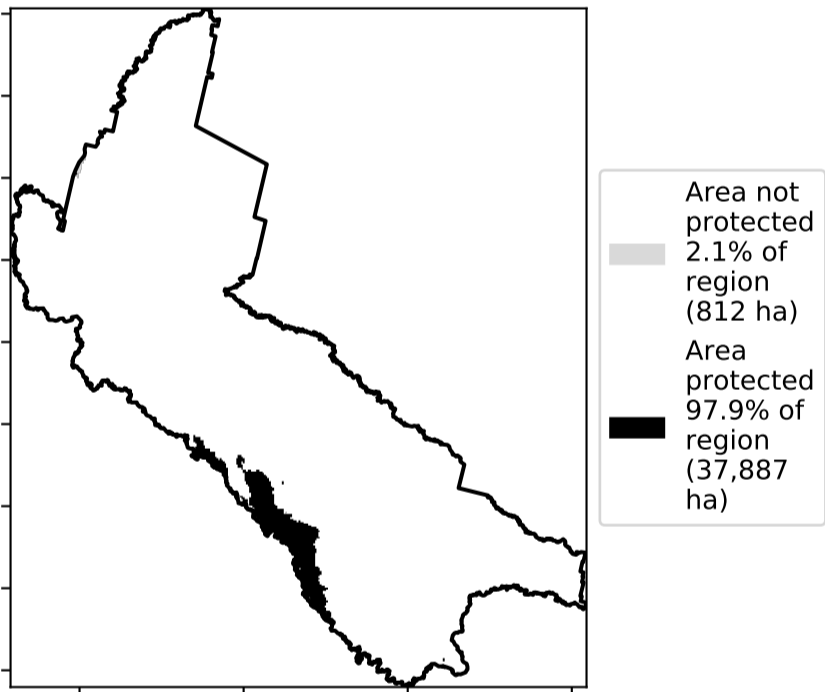 Area not
protected
2.1% of
region
(812 ha)
Area
protected
97.9% of
region
(37,887
ha)